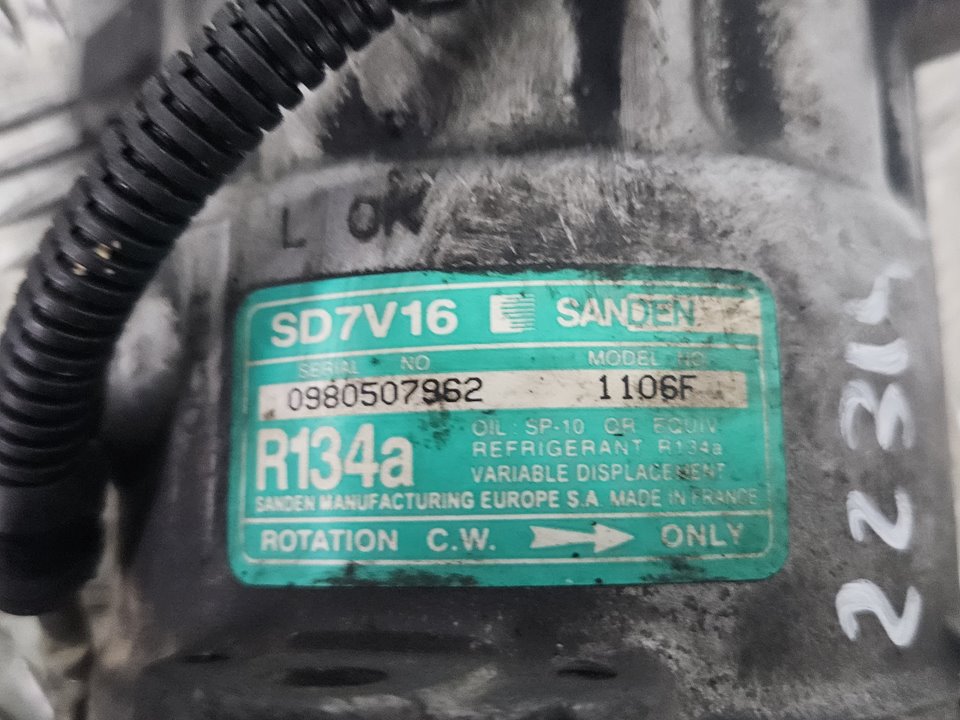 L OK
SD7V16 SANDEN
SERIAL NO. MODEL NO.
0980507962 1106F
OIL : SP-10 OR EQUIV.
R134a
REFRIGERANT R134a
VARIABLE DISPLACEMENT
SANDEN MANUFACTURING EUROPE S.A. MADE IN FRANCE
ROTATION C.W. ONLY